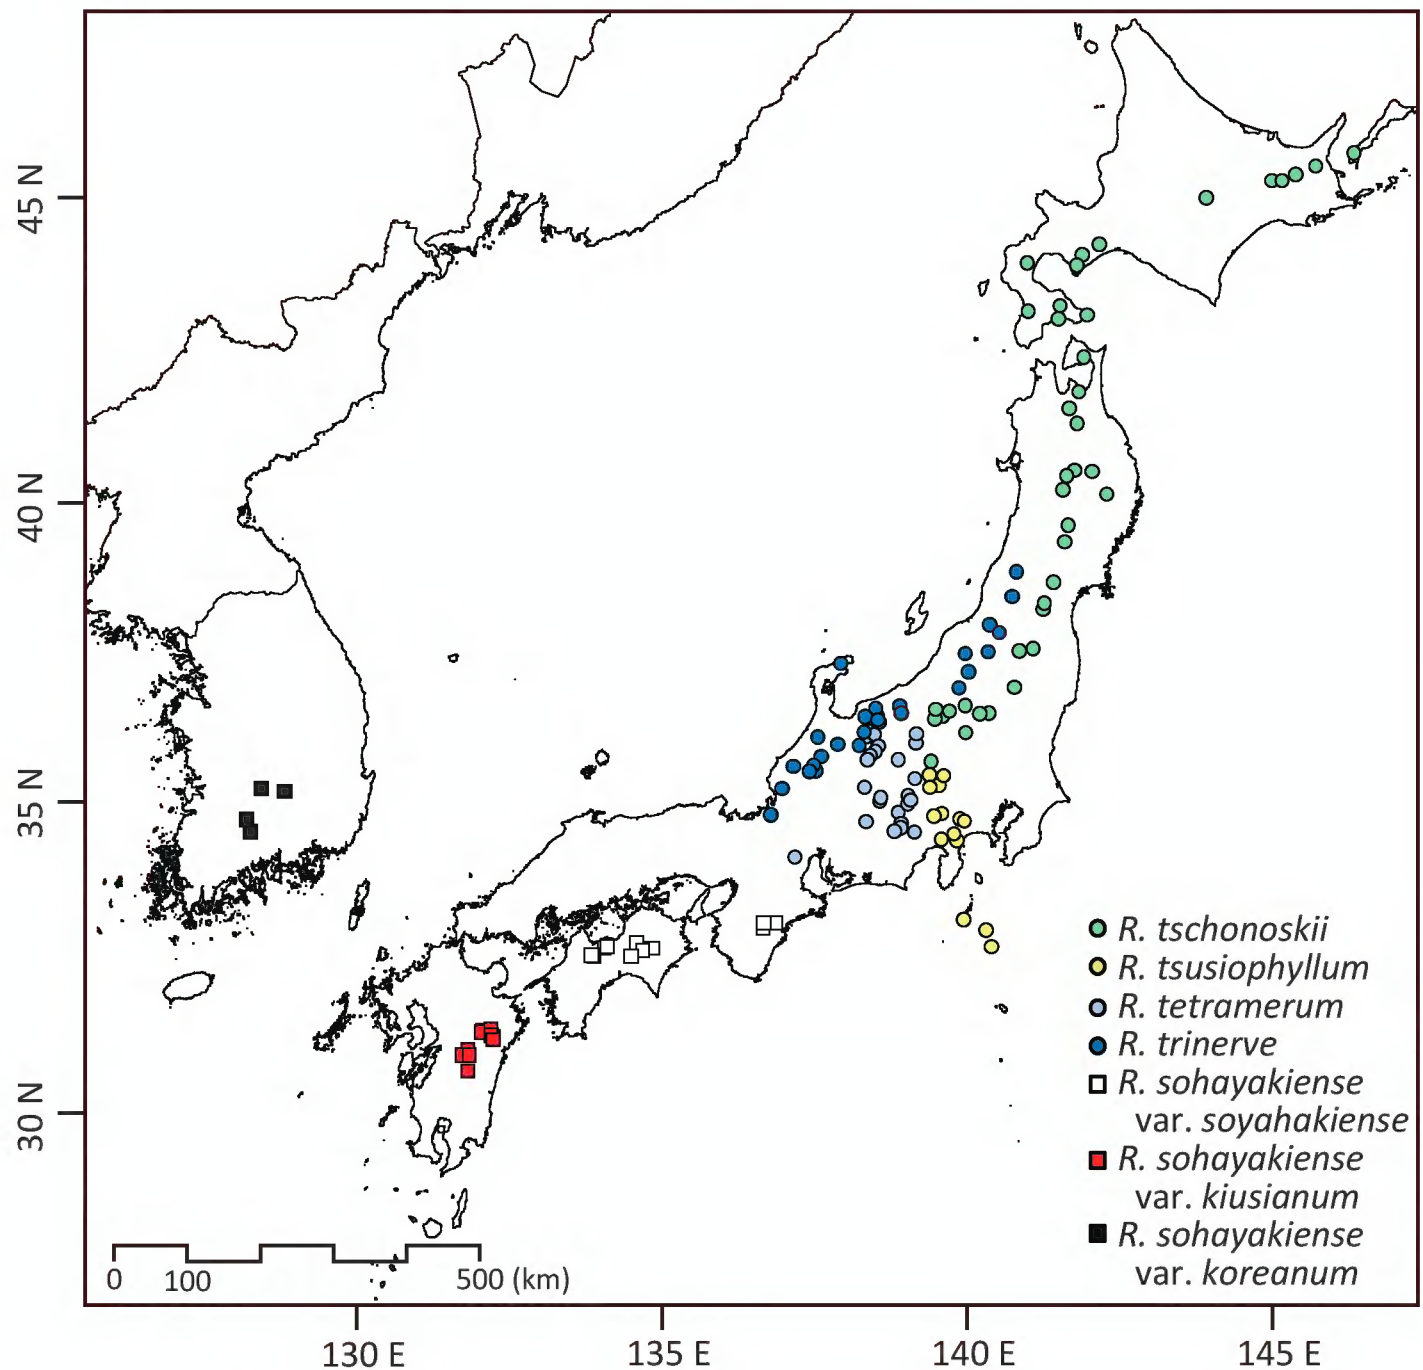 45 N
40 N
35 N
30 N
R. tschonoskii
R. tsusiophyllum
R. tetramerum
R. trinerve
R. sohayakiense
var. soyahakiense
R. sohayakiense
var. kiusianum
R. sohayakiense
var. koreanum
0 100 500 (km)
130 E 135 E 140 E 145 E